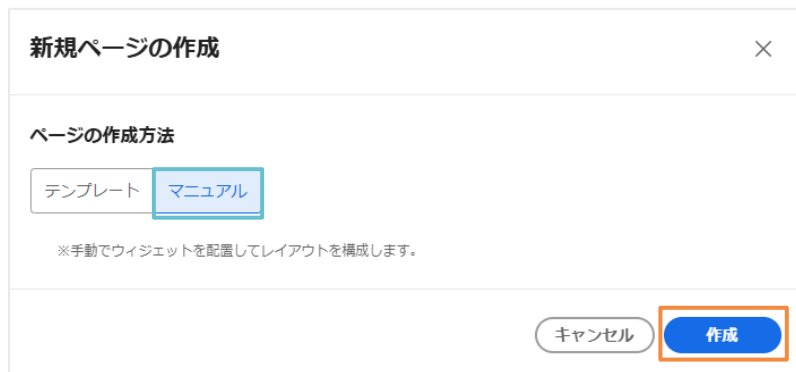 新規ページの作成
ページの作成方法
テンプレート マニュアル
※手動でウィジェットを配置してレイアウトを構成します。
キャンセル 作成